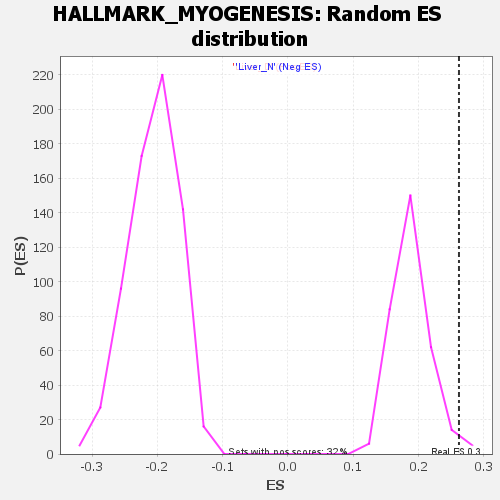 HALLMARK_MYOGENESIS: Random ES
distribution
"Liver_N' (Neg ES)
220
200
180
160
140
120
100
80
60
40
20
0
P(ES)
Sets with pos scores: 32%
Real ES 0.3
-0.3 -0.2 -0.1 0.0 0.1 0.2 0.3
ES